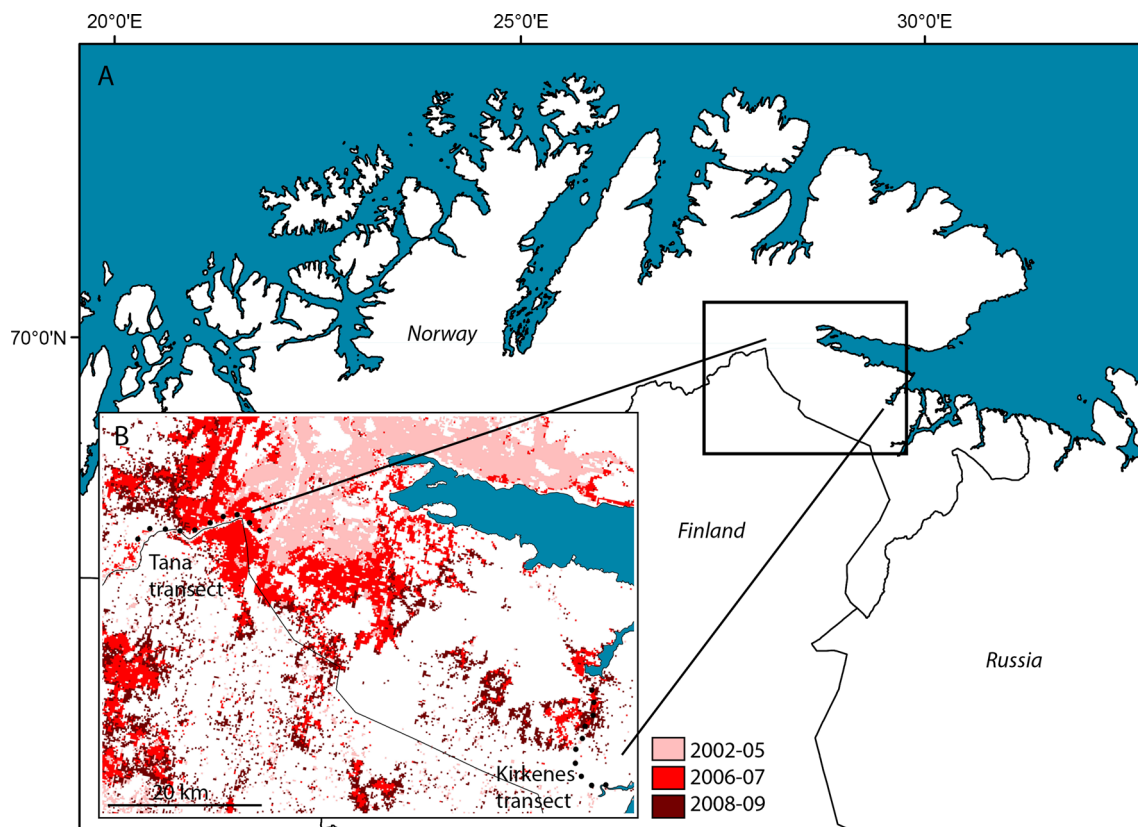 20°0'E
25°0'E
30°0'E
A
70°0'N
Norway
B
Finland
Tana
transect
Russia
2002-05
2006-07
2008-09
Kirkenes
transect
20 km